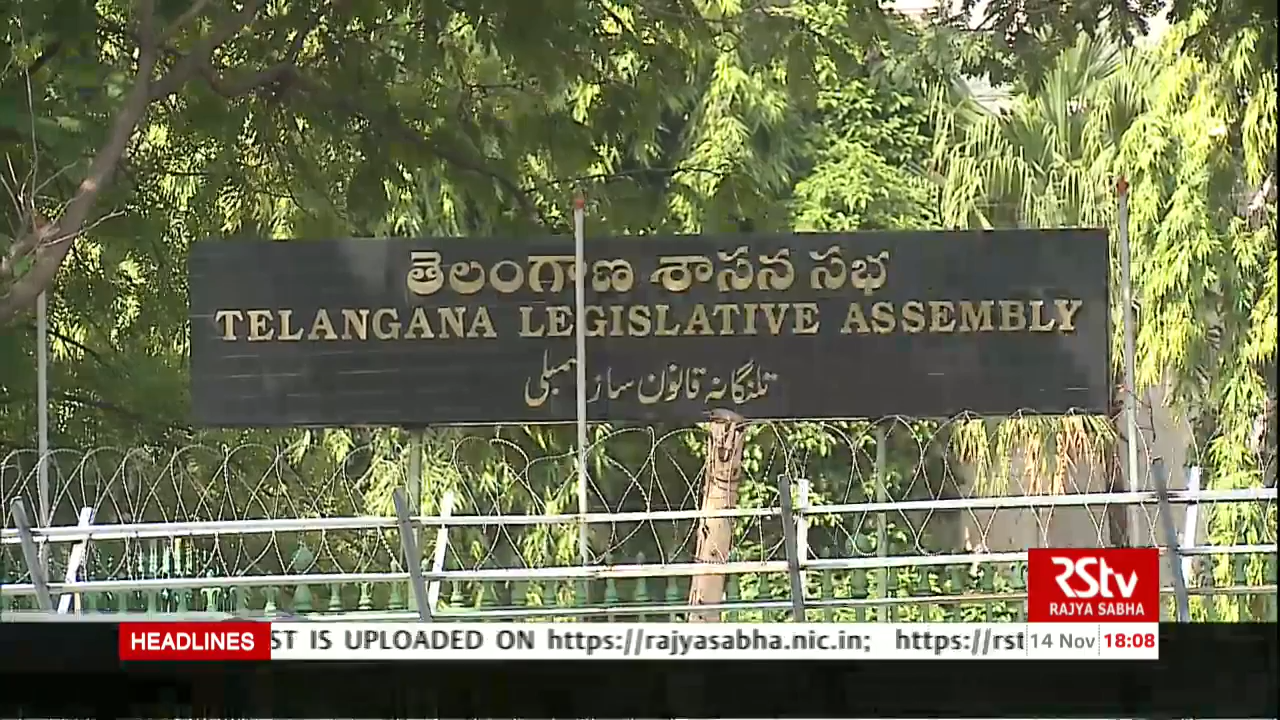 తెలంగాణ శాసన సభ
TELANGANA LEGISLATIVE ASSEMBLY
تلنگانہ قانون ساز
RStv
RAJYA SABHA
HEADLINES
ST IS UPLOADED ON https://rajyasabha.nic.in; https://rst
14 Nov 18:08